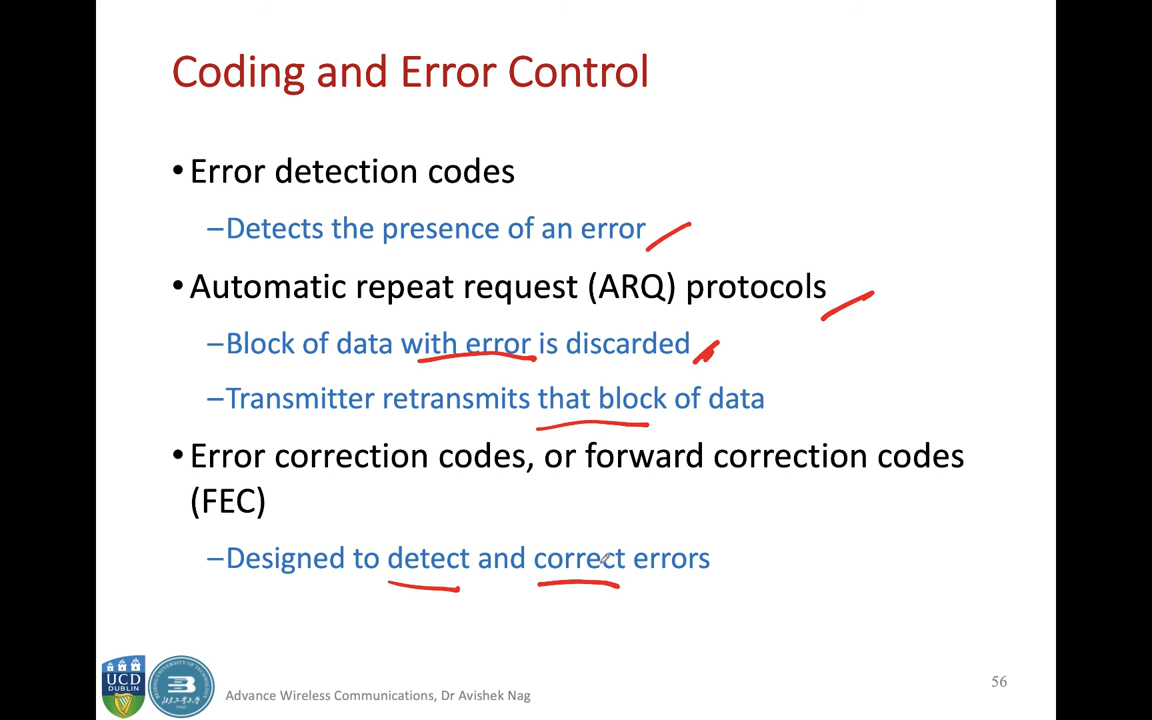 Coding and Error Control
•Error detection codes
–Detects the presence of an error
•Automatic repeat request (ARQ) protocols
–Block of data with error is discarded
–Transmitter retransmits that block of data
•Error correction codes, or forward correction codes
(FEC)
–Designed to detect and correct errors
UCD
DUBLIN
Advance Wireless Communications, Dr Avishek Nag
56